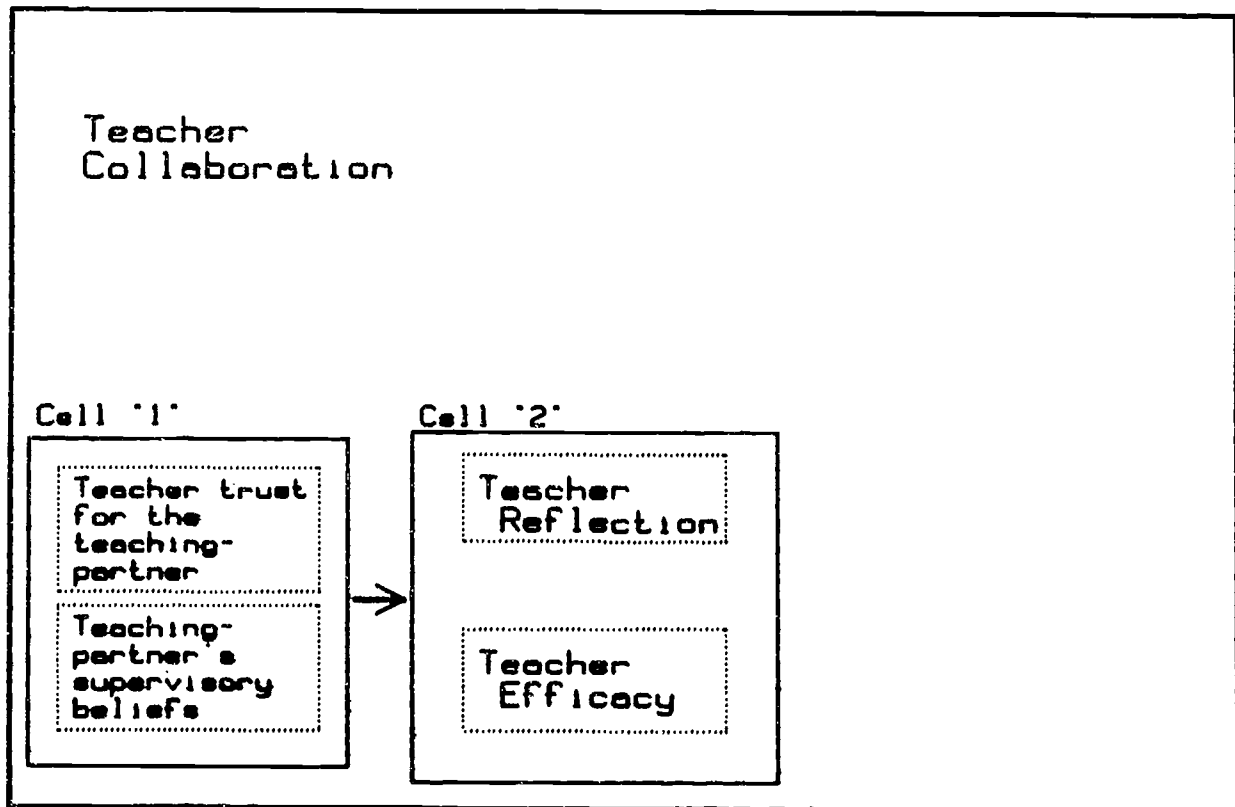 Teacher
Collaboration
Cell "1"
Teacher trust
for the
teaching-
partner
Teaching-
partner's
supervisory
beliefs
Cell "2"
Teacher
Reflection
Teacher
Efficacy